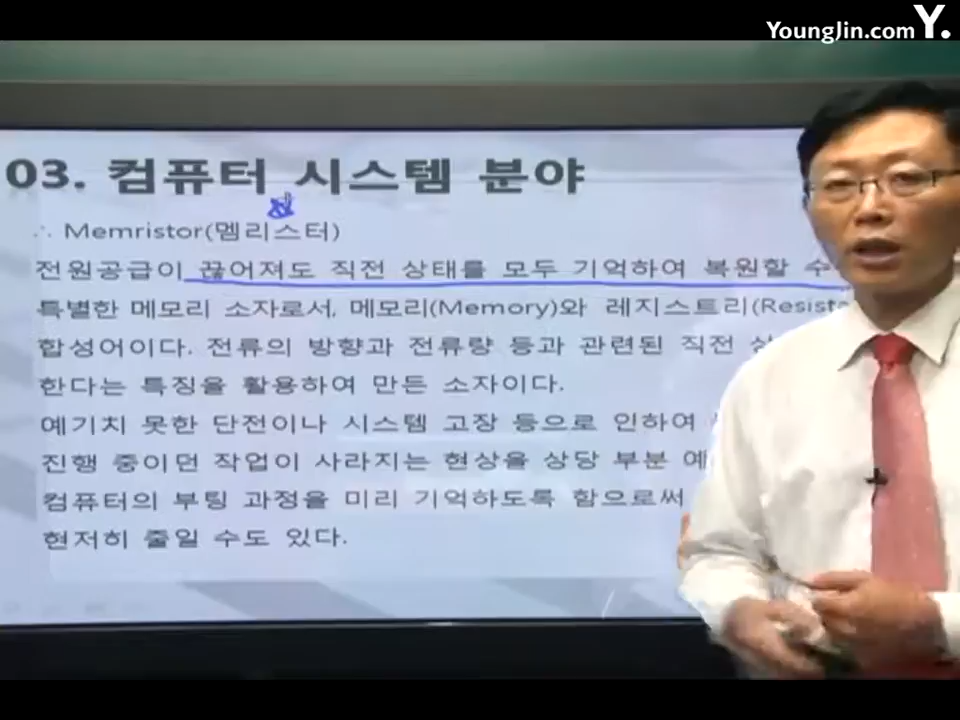 YoungJin.com Y.
03. 컴퓨터 시스템 분야
∴ Memristor(멤리스터)
전원공급이 끊어져도 직전 상태를 모두 기억하여 복원할 수
특별한 메모리 소자로서, 메모리(Memory)와 레지스트리(Resist
합성어이다. 전류의 방향과 전류량 등과 관련된 직전
한다는 특징을 활용하여 만든 소자이다.
예기치 못한 단전이나 시스템 고장 등으로 인하여
진행 중이던 작업이 사라지는 현상을 상당 부분 예
컴퓨터의 부팅 과정을 미리 기억하도록 함으로써
현저히 줄일 수도 있다.